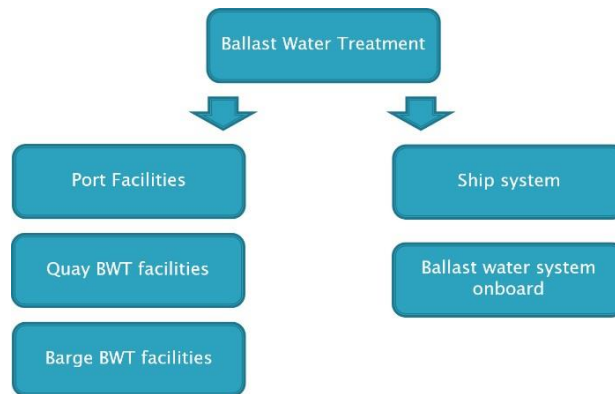 Ballast Water Treatment
Port Facilities
Ship system
Quay BWT facilities
Ballast water system
onboard
Barge BWT facilities